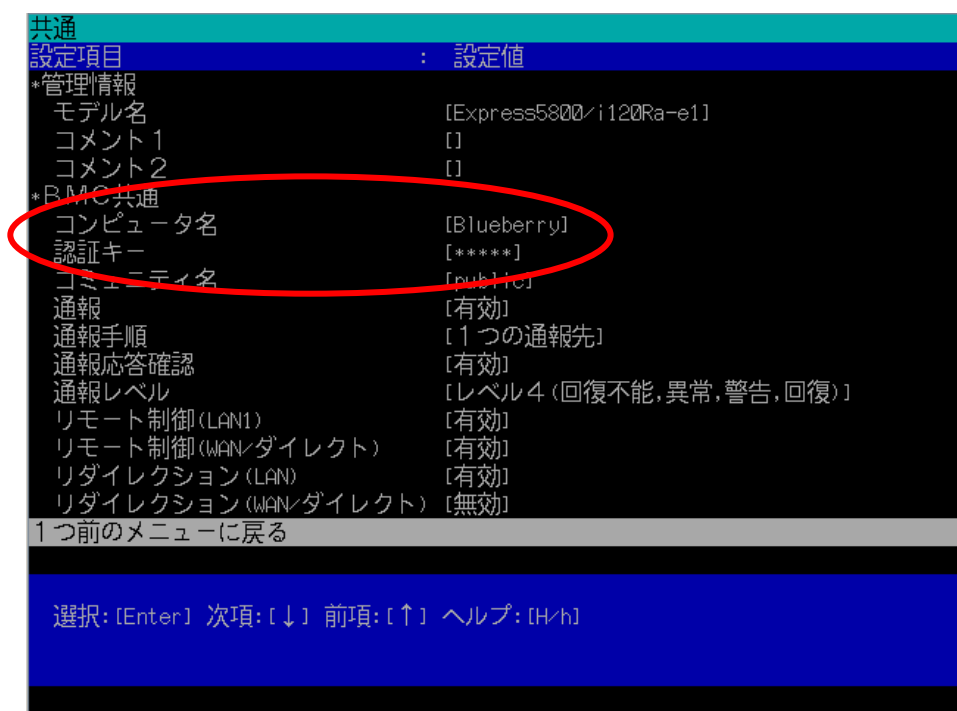 共通
設定項目 : 設定値
*管理情報
モデル名 [Express5800/i120Ra-e1]
コメント1 []
コメント2 []
*BMC共通
コンピュータ名 [Blueberry]
認証キー [*****]
コミュニティ名 [public]
通報 [有効]
通報手順 [1つの通報先]
通報応答確認 [有効]
通報レベル [レベル4(回復不能,異常,警告,回復)]
リモート制御(LAN1) [有効]
リモート制御(WAN/ダイレクト) [有効]
リダイレクション(LAN) [有効]
リダイレクション(WAN/ダイレクト) [無効]
1つ前のメニューに戻る
選択:[Enter] 次項:[↓] 前項:[↑] ヘルプ:[H/h]